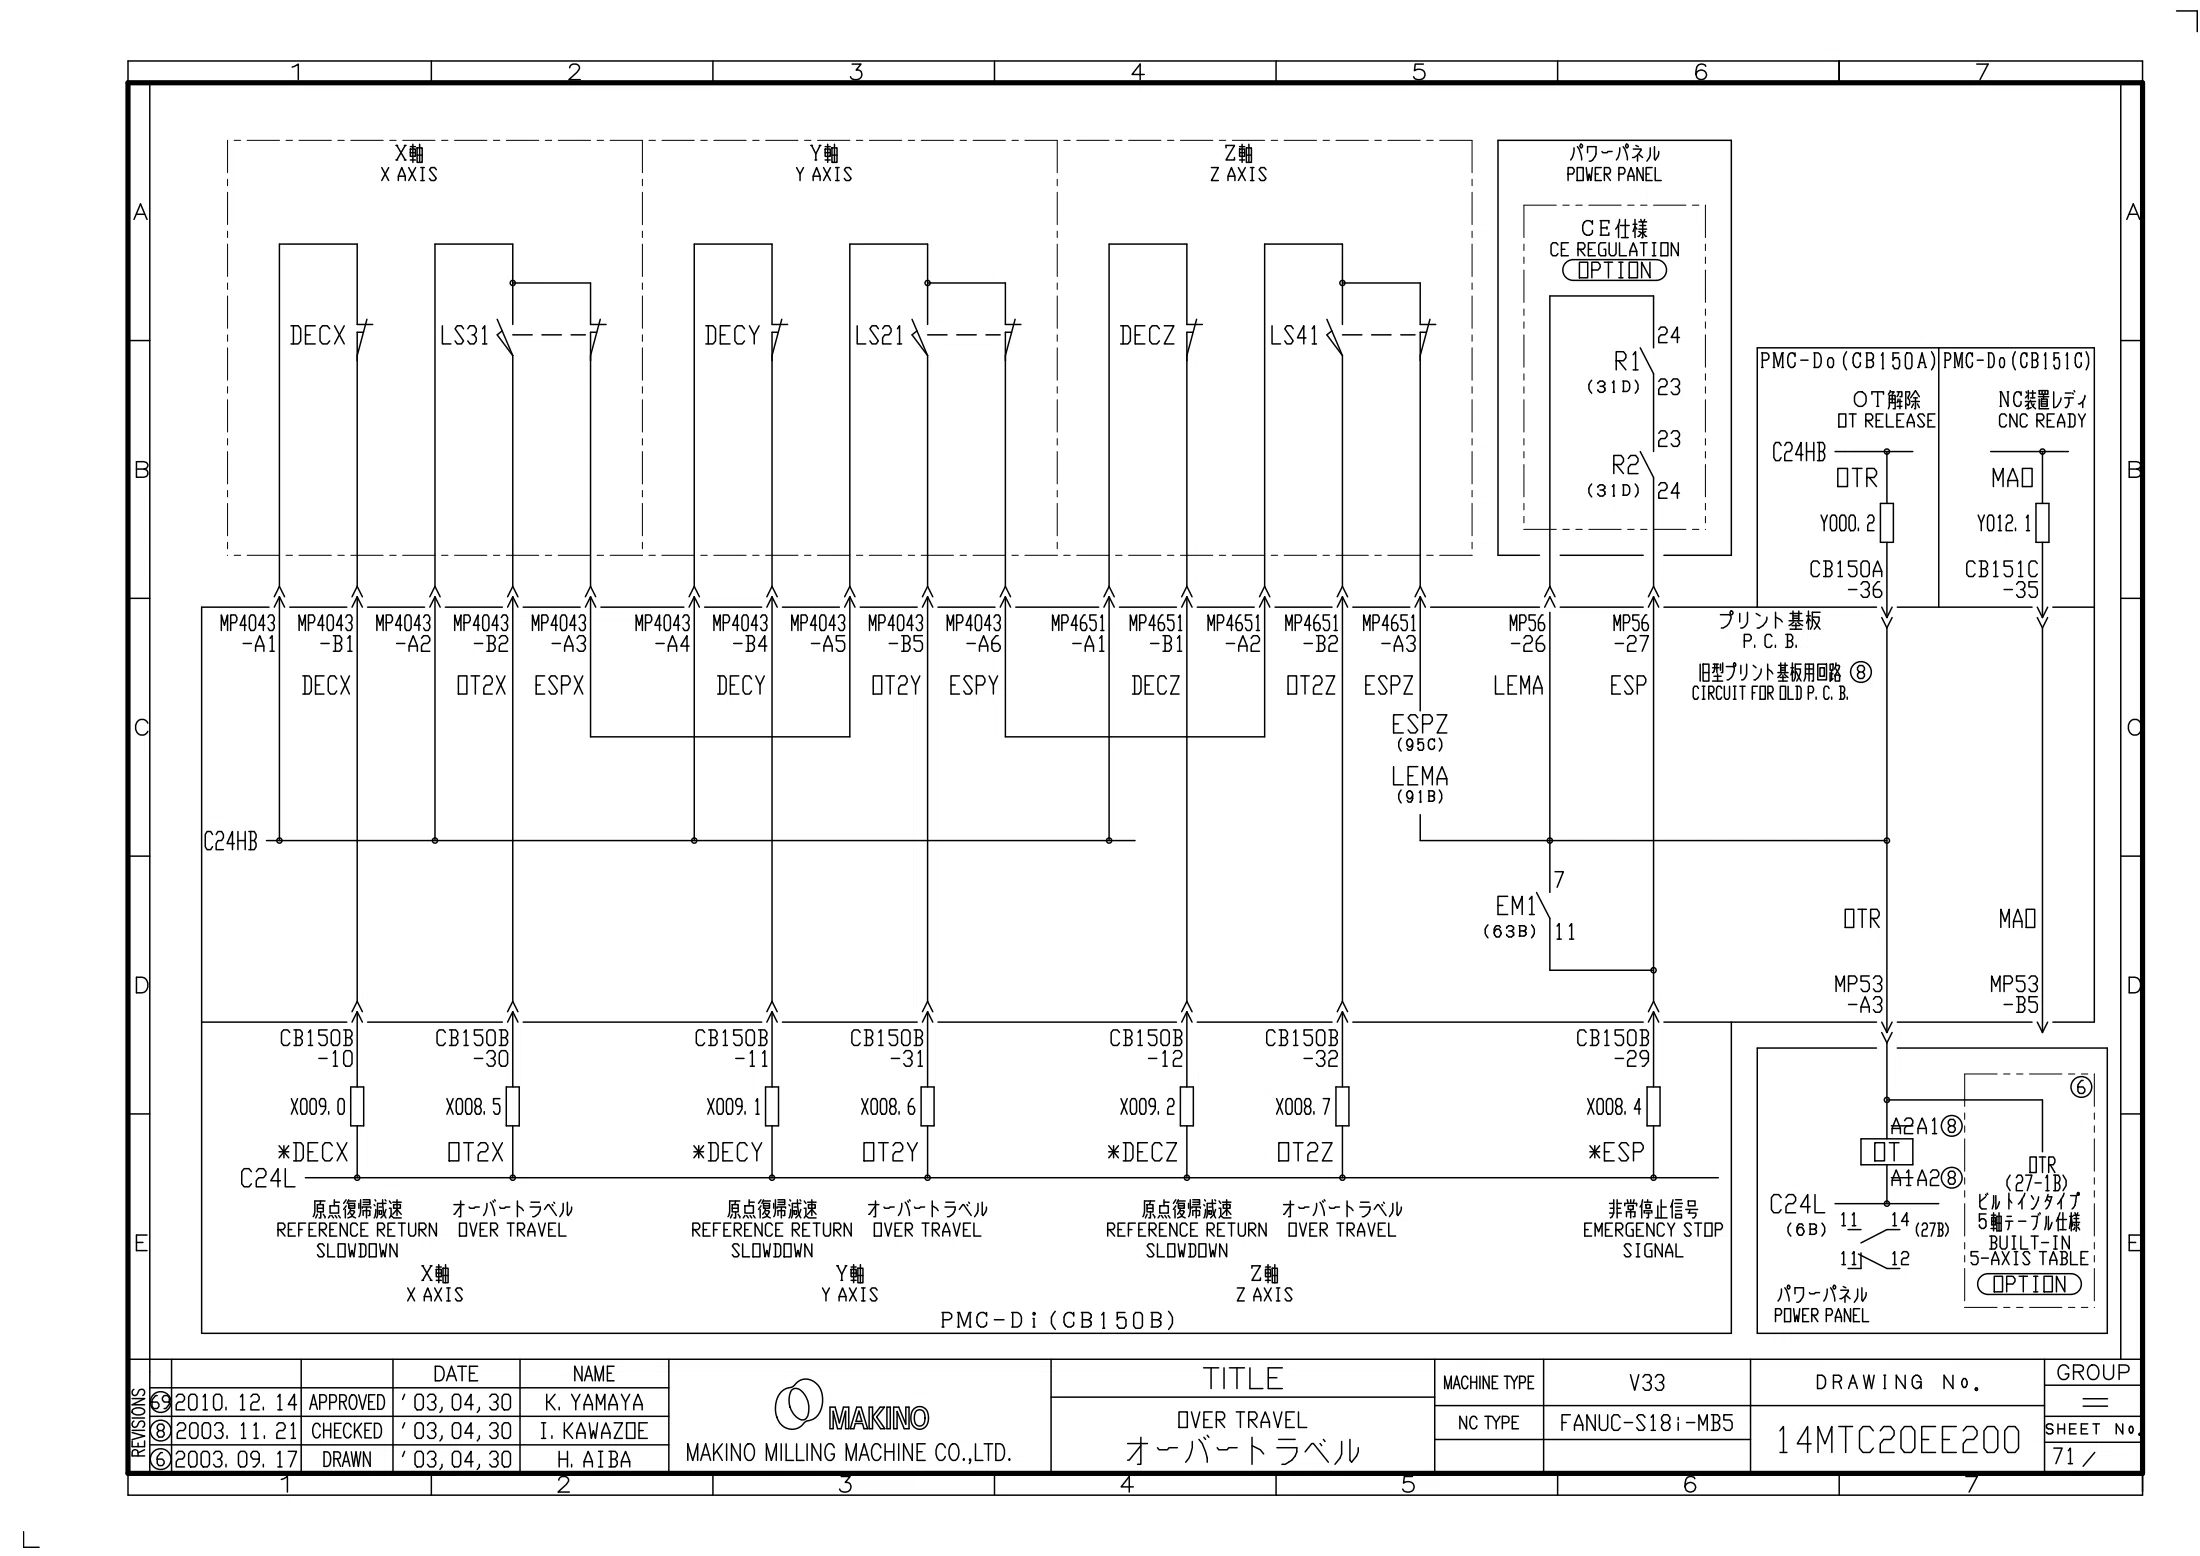 1 2 3 4 5 6 7
A A
B B
C C
D D
E E
X軸
X AXIS
Y軸
Y AXIS
Z軸
Z AXIS
パワーパネル
POWER PANEL
CE仕様
CE REGULATION
OPTION
DECX
LS31
DECY
LS21
DECZ
LS41
24
R1
(31D)
23
23
R2
(31D)
24
PMC-Do(CB150A)
PMC-Do(CB151C)
OT解除
OT RELEASE
NC装置レディ
CNC READY
C24HB
OTR
MAO
Y000.2
Y012.1
CB150A
-36
CB151C
-35
MP4043
-A1
MP4043
-B1
MP4043
-A2
MP4043
-B2
MP4043
-A3
MP4043
-A4
MP4043
-B4
MP4043
-A5
MP4043
-B5
MP4043
-A6
MP4651
-A1
MP4651
-B1
MP4651
-A2
MP4651
-B2
MP4651
-A3
MP56
-26
MP56
-27
プリント基板
P.C.B.
旧型プリント基板用回路 ⑧
CIRCUIT FOR OLD P.C.B.
DECX
OT2X
ESPX
DECY
OT2Y
ESPY
DECZ
OT2Z
ESPZ
LEMA
ESP
ESPZ
(95C)
LEMA
(91B)
C24HB
7
EM1
(63B)
11
OTR
MAO
MP53
-A3
MP53
-B5
CB150B
-10
CB150B
-30
CB150B
-11
CB150B
-31
CB150B
-12
CB150B
-32
CB150B
-29
X009.0
X008.5
X009.1
X008.6
X009.2
X008.7
X008.4
*DECX
OT2X
*DECY
OT2Y
*DECZ
OT2Z
*ESP
C24L
原点復帰減速
REFERENCE RETURN
SLOWDOWN
オーバートラベル
OVER TRAVEL
X軸
X AXIS
原点復帰減速
REFERENCE RETURN
SLOWDOWN
オーバートラベル
OVER TRAVEL
Y軸
Y AXIS
原点復帰減速
REFERENCE RETURN
SLOWDOWN
オーバートラベル
OVER TRAVEL
Z軸
Z AXIS
非常停止信号
EMERGENCY STOP
SIGNAL
PMC-Di(CB150B)
⑥
A2A1⑧
OT
A1A2⑧
C24L
(6B)
11 14 (27B)
11 12
パワーパネル
POWER PANEL
OTR
(27-1B)
ビルトインタイプ
5軸テーブル仕様
BUILT-IN
5-AXIS TABLE
OPTION
REVISIONS
DATE NAME
69 2010.12.14 APPROVED '03,04,30 K.YAMAYA
⑧ 2003.11.21 CHECKED '03,04,30 I.KAWAZOE
⑥ 2003.09.17 DRAWN '03,04,30 H.AIBA
MAKINO
MAKINO MILLING MACHINE CO.,LTD.
TITLE
OVER TRAVEL
オーバートラベル
MACHINE TYPE V33
NC TYPE FANUC-S18i-MB5
DRAWING No.
14MTC20EE200
GROUP
=
SHEET No.
71/
1 2 3 4 5 6 7